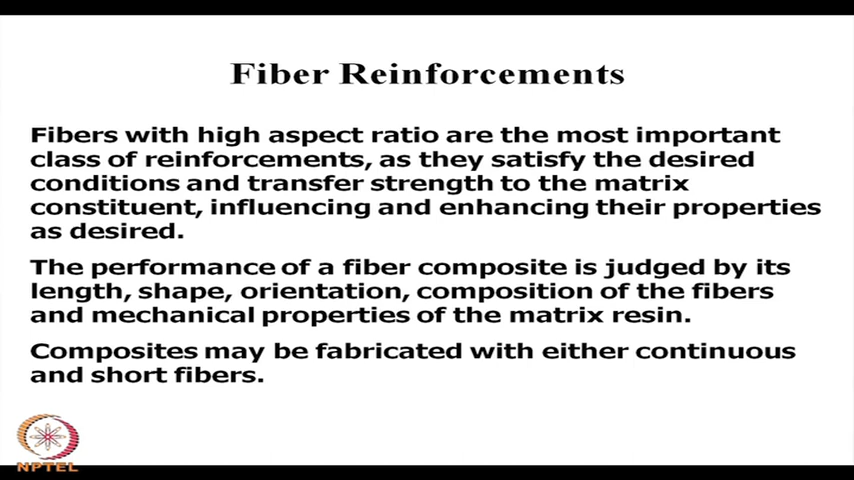 Fiber Reinforcements
Fibers with high aspect ratio are the most important
class of reinforcements, as they satisfy the desired
conditions and transfer strength to the matrix
constituent, influencing and enhancing their properties
as desired.
The performance of a fiber composite is judged by its
length, shape, orientation, composition of the fibers
and mechanical properties of the matrix resin.
Composites may be fabricated with either continuous
and short fibers.
NPTEL